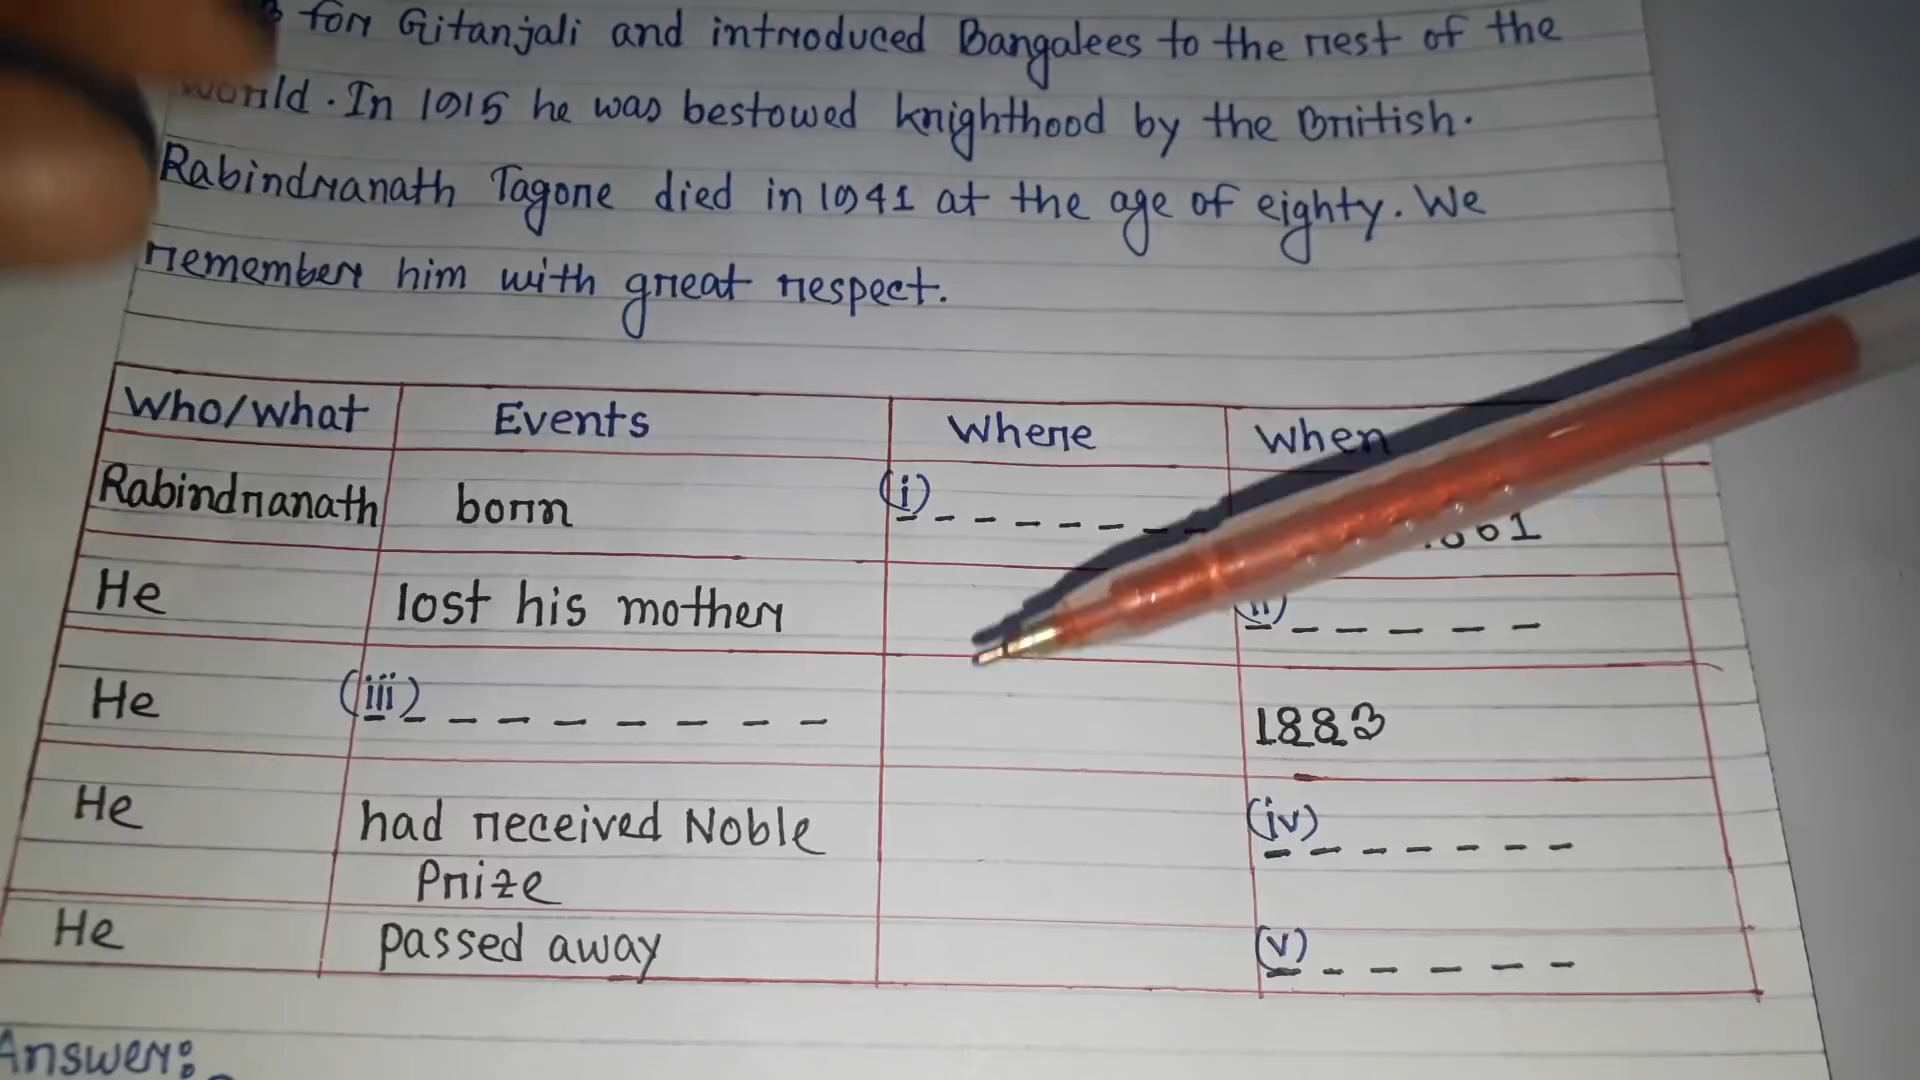 for Gitanjali and introduced Bangalees to the rest of the
world. In 1915 he was bestowed knighthood by the British.
Rabindranath Tagore died in 1941 at the age of eighty. We
remember him with great respect.
Who/What Events Where When
Rabindranath born (i) _ _ _ _ _ _ _ 61
He lost his mother (ii) _ _ _ _ _ _
He (iii) _ _ _ _ _ _ _ _ _ 1883
He had received Noble (iv) _ _ _ _ _ _ _
Prize
He passed away (v) _ _ _ _ _ _
Answer: